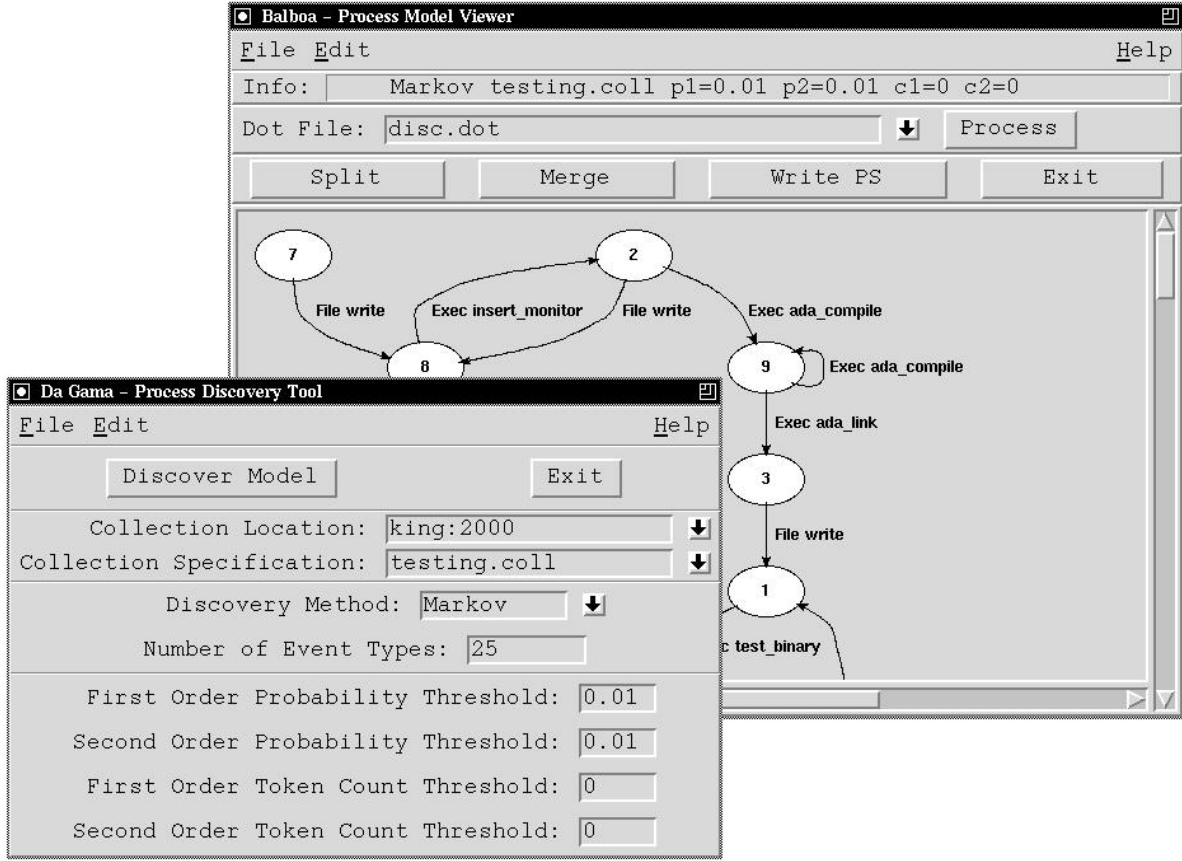 Balboa – Process Model Viewer
File Edit Help
Info: Markov testing.coll p1=0.01 p2=0.01 c1=0 c2=0
Dot File: disc.dot Process
Split Merge Write PS Exit
7 2
File write Exec insert_monitor File write Exec ada_compile
8 9 Exec ada_compile
Exec ada_link
3
File write
1
test_binary
Da Gama – Process Discovery Tool
File Edit Help
Discover Model Exit
Collection Location: king:2000
Collection Specification: testing.coll
Discovery Method: Markov
Number of Event Types: 25
First Order Probability Threshold: 0.01
Second Order Probability Threshold: 0.01
First Order Token Count Threshold: 0
Second Order Token Count Threshold: 0